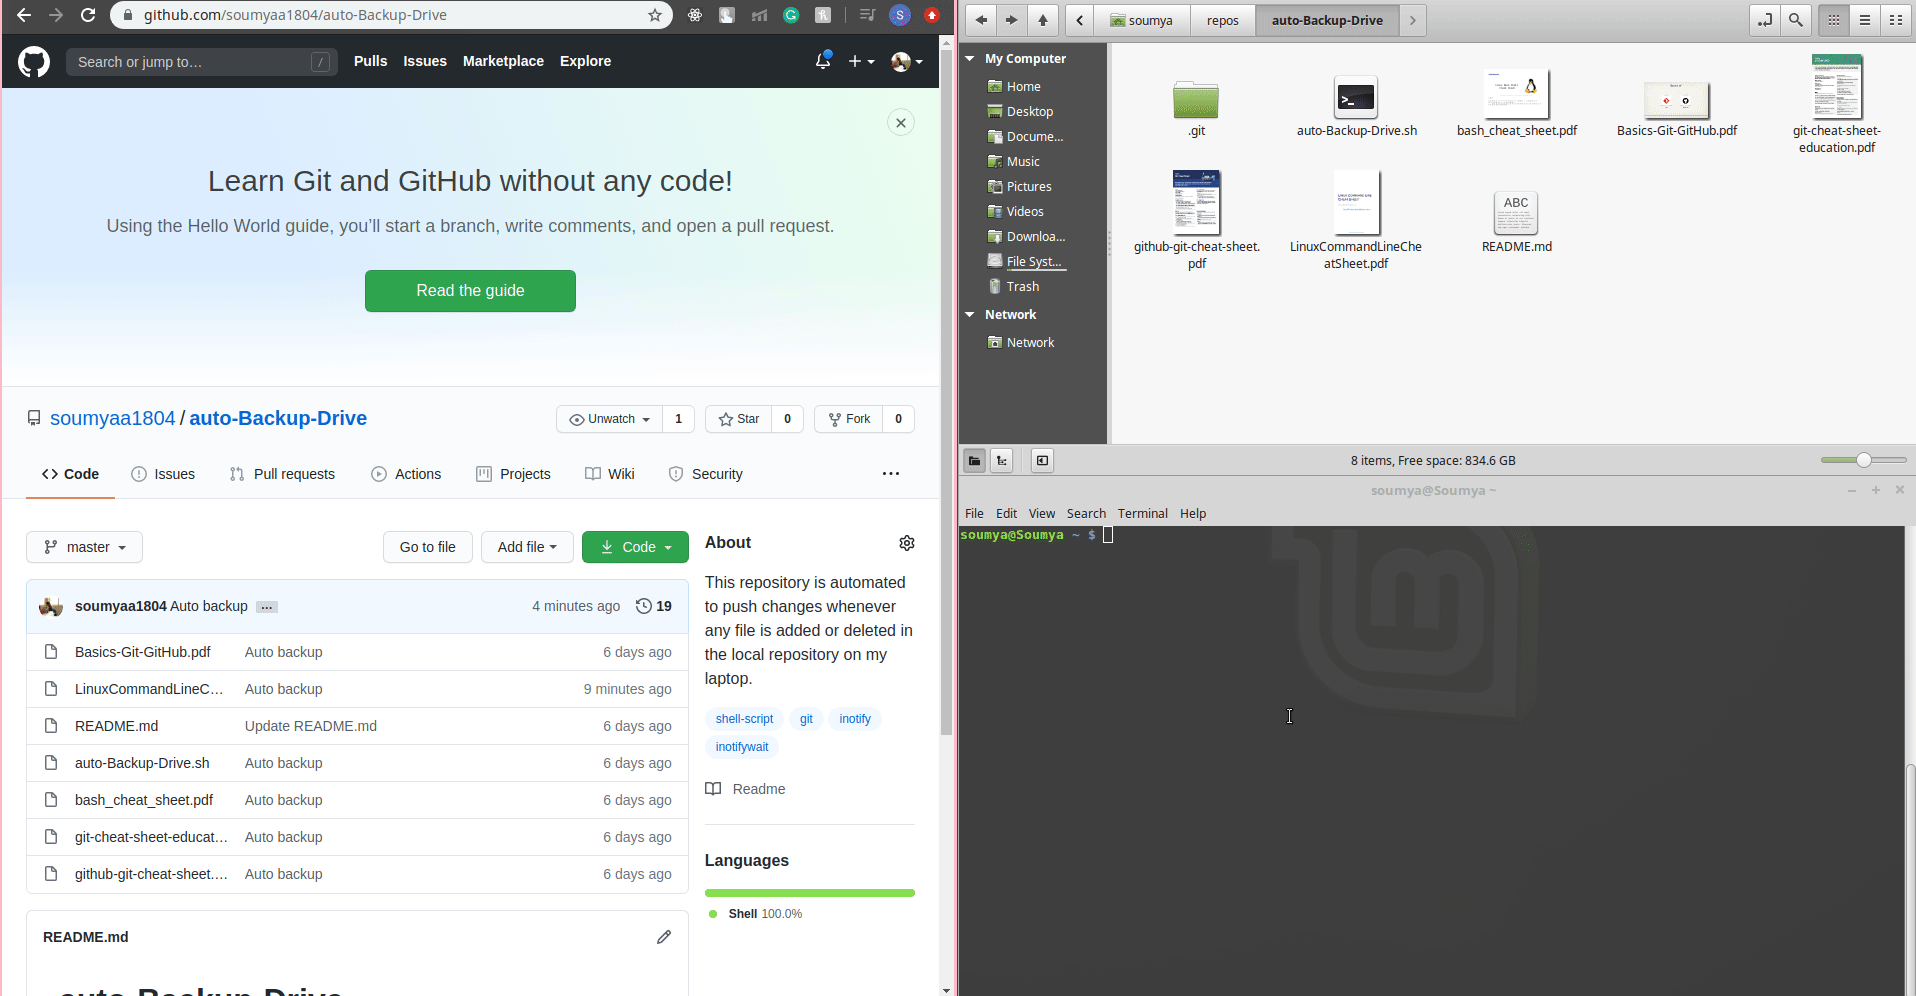 github.com/soumyaa1804/auto-Backup-Drive
S
Search or jump to…
/
Pulls
Issues
Marketplace
Explore
Learn Git and GitHub without any code!
Using the Hello World guide, you’ll start a branch, write comments, and open a pull request.
Read the guide
soumyaa1804 / auto-Backup-Drive
Unwatch
1
Star
0
Fork
0
Code
Issues
Pull requests
Actions
Projects
Wiki
Security
master
Go to file
Add file
Code
soumyaa1804 Auto backup
4 minutes ago
19
Basics-Git-GitHub.pdf
Auto backup
6 days ago
LinuxCommandLineC…
Auto backup
9 minutes ago
README.md
Update README.md
6 days ago
auto-Backup-Drive.sh
Auto backup
6 days ago
bash_cheat_sheet.pdf
Auto backup
6 days ago
git-cheat-sheet-educat…
Auto backup
6 days ago
github-git-cheat-sheet.…
Auto backup
6 days ago
README.md
auto-Backup-Drive
About
This repository is automated
to push changes whenever
any file is added or deleted in
the local repository on my
laptop.
shell-script
git
inotify
inotifywait
Readme
Languages
Shell 100.0%
soumya
repos
auto-Backup-Drive
My Computer
Home
Desktop
Docume...
Music
Pictures
Videos
Downloa...
File Syst...
Trash
Network
Network
.git
auto-Backup-Drive.sh
bash_cheat_sheet.pdf
Basics-Git-GitHub.pdf
git-cheat-sheet-
education.pdf
github-git-cheat-sheet.
pdf
LINUX COMMAND LINE
CHEAT SHEET
LinuxCommandLineChe
atSheet.pdf
ABC
README.md
8 items, Free space: 834.6 GB
soumya@Soumya ~
File
Edit
View
Search
Terminal
Help
soumya@Soumya ~ $